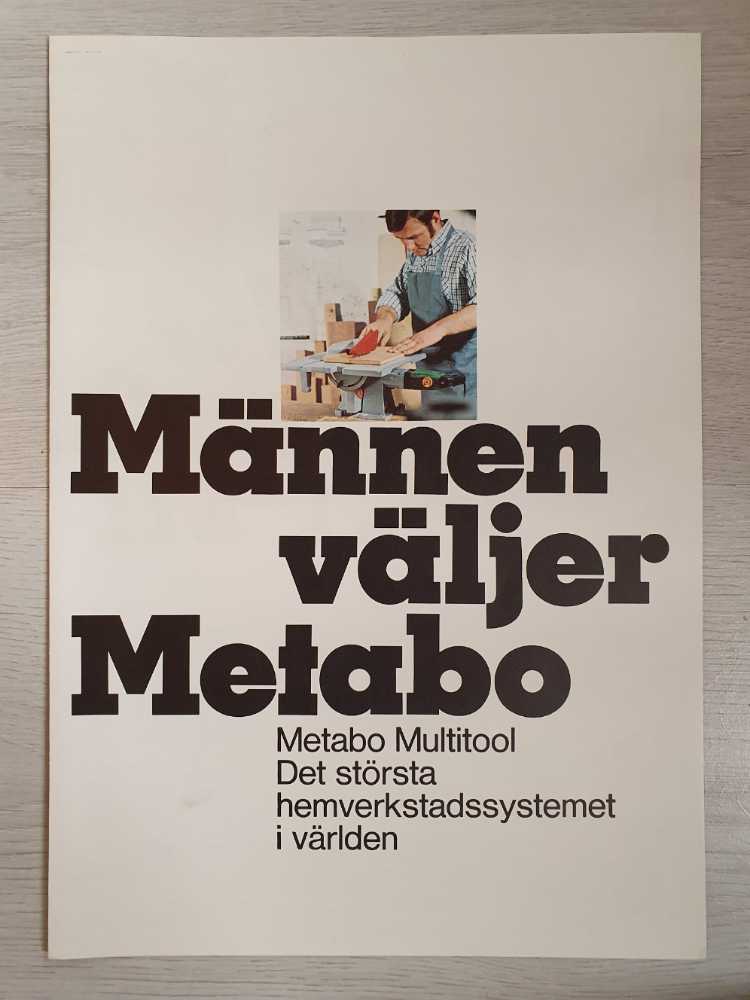 Männen
väljer
Metabo
Metabo Multitool
Det största
hemverkstadssystemet
i världen